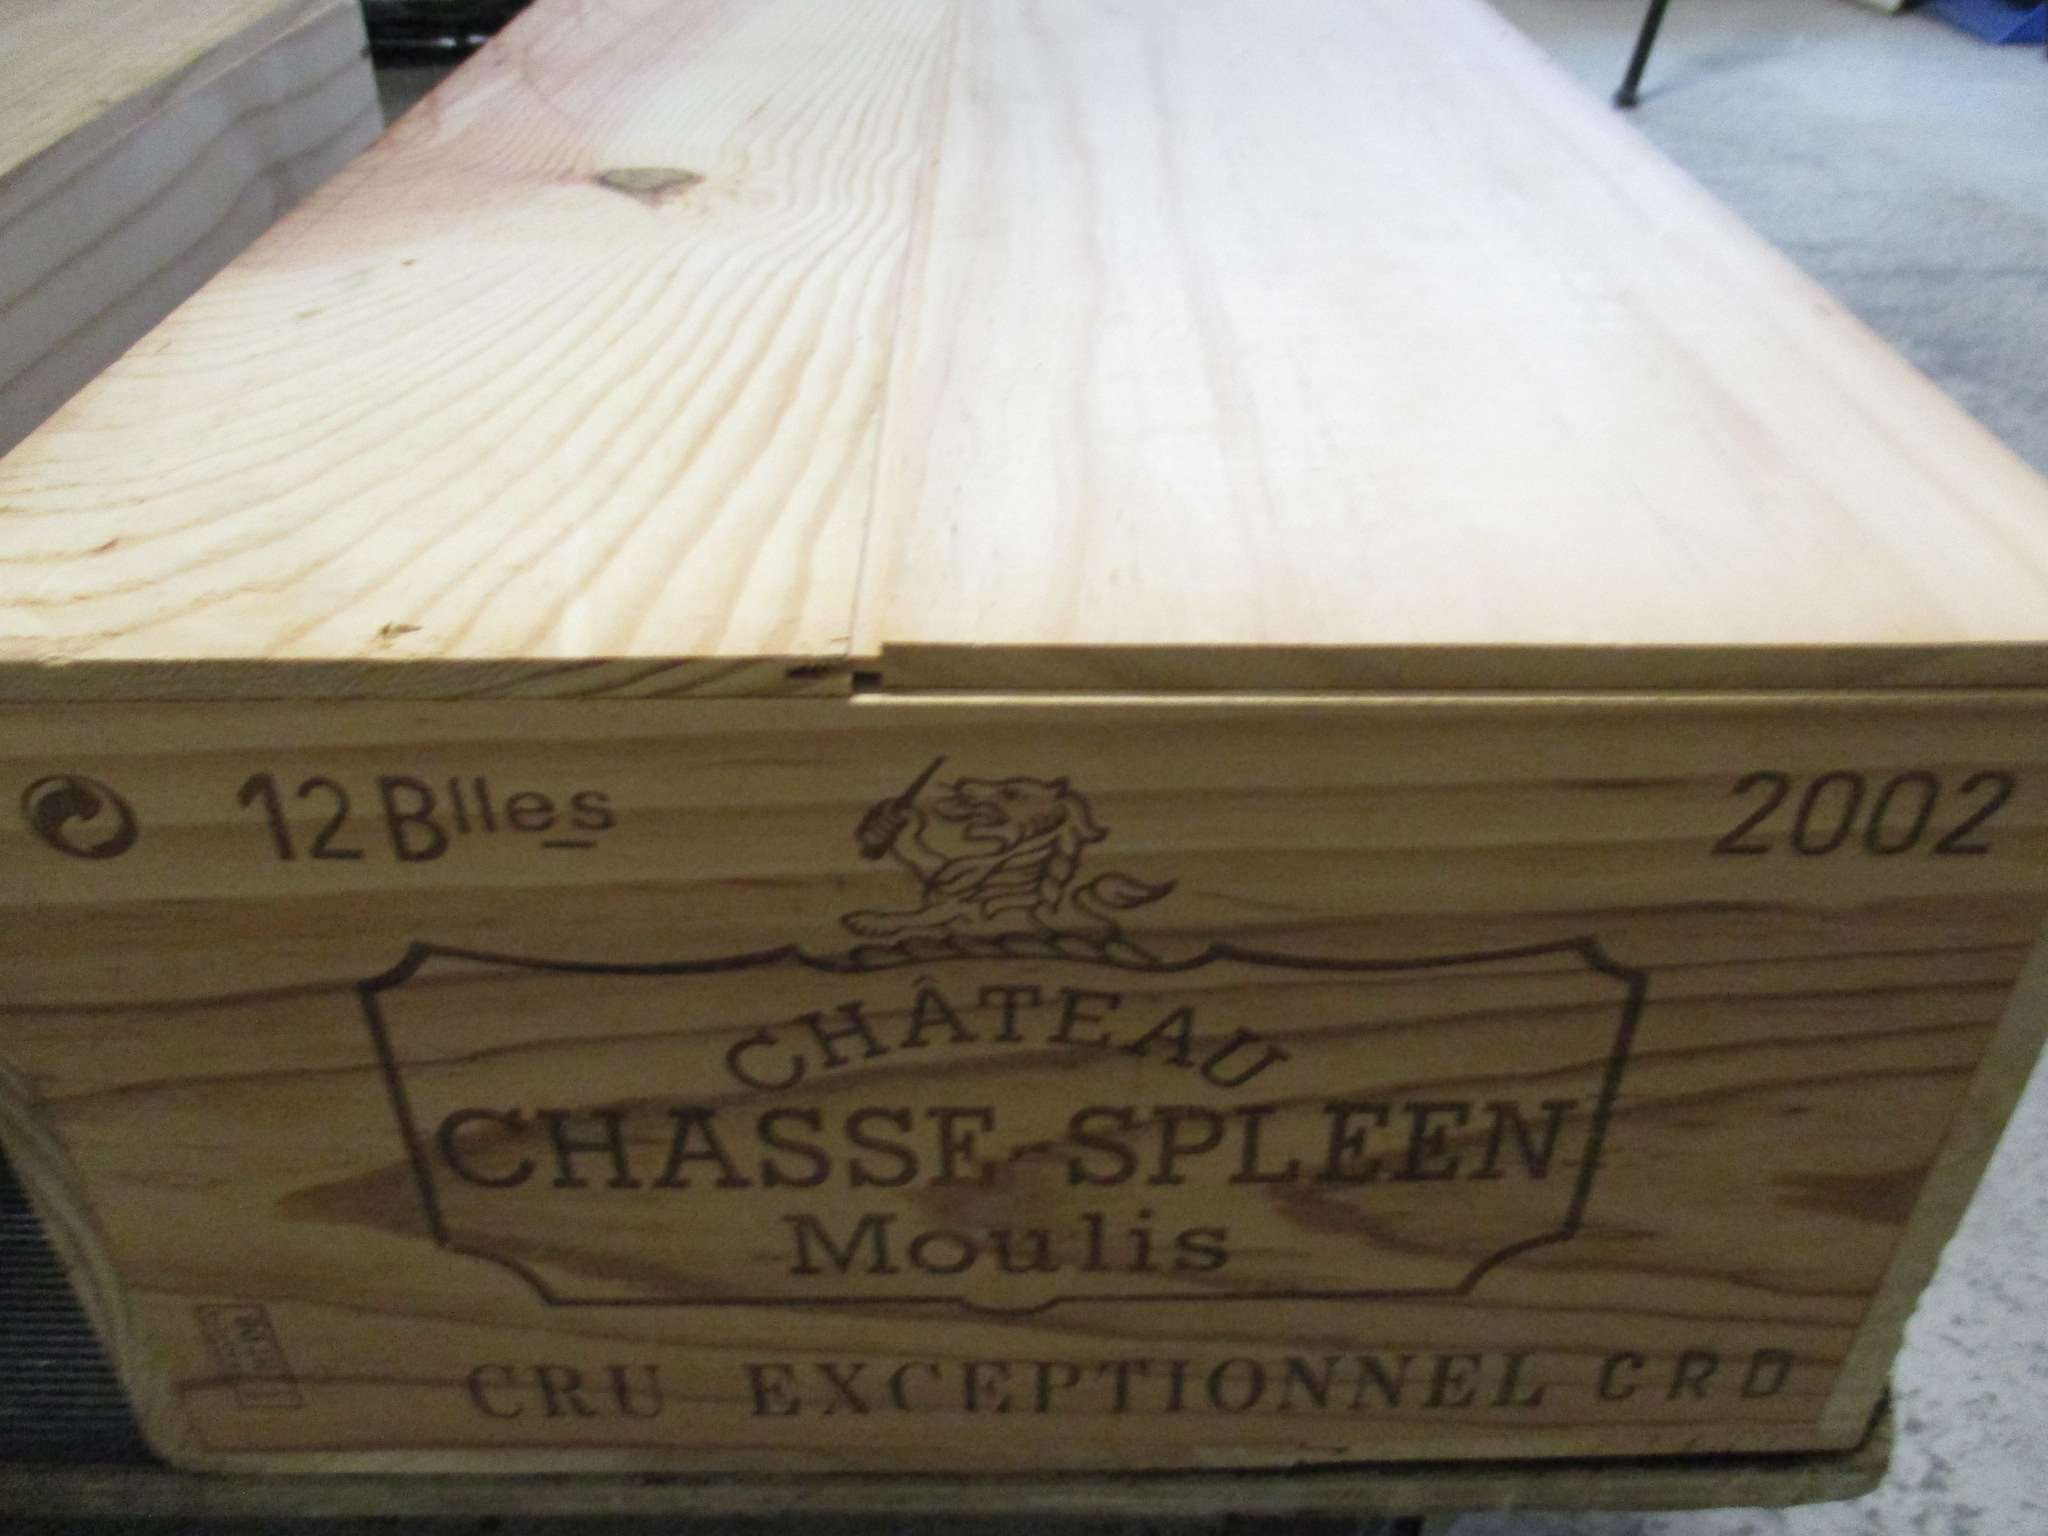 12 Blles
2002
CHÂTEAU
CHASSE-SPLEEN
Moulis
CRU EXCEPTIONNEL CRD